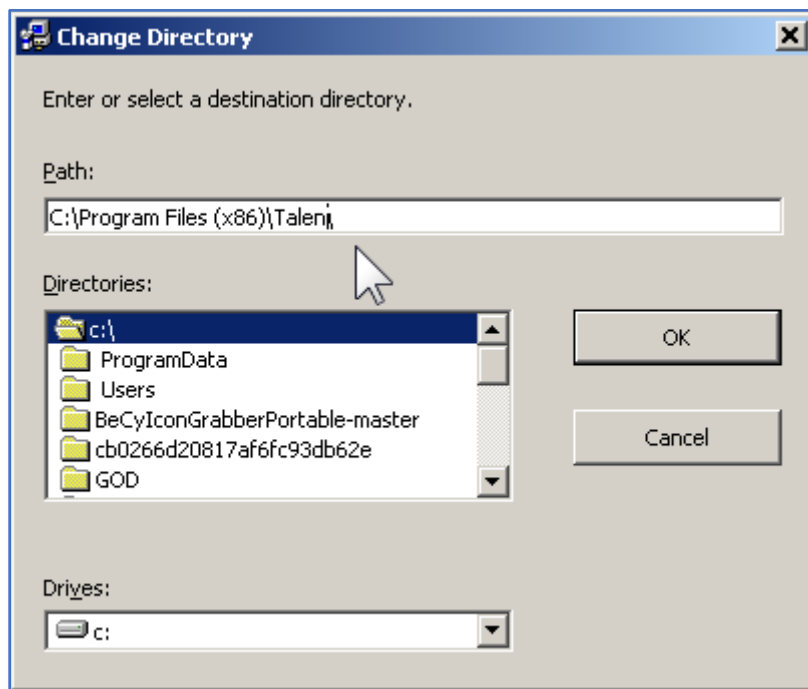 Change Directory
Enter or select a destination directory.
Path:
C:\Program Files (x86)\Talenj\
Directories:
c:\
ProgramData
Users
BeCyIconGrabberPortable-master
cb0266d20817af6fc93db62e
GOD
OK
Cancel
Drives:
c: